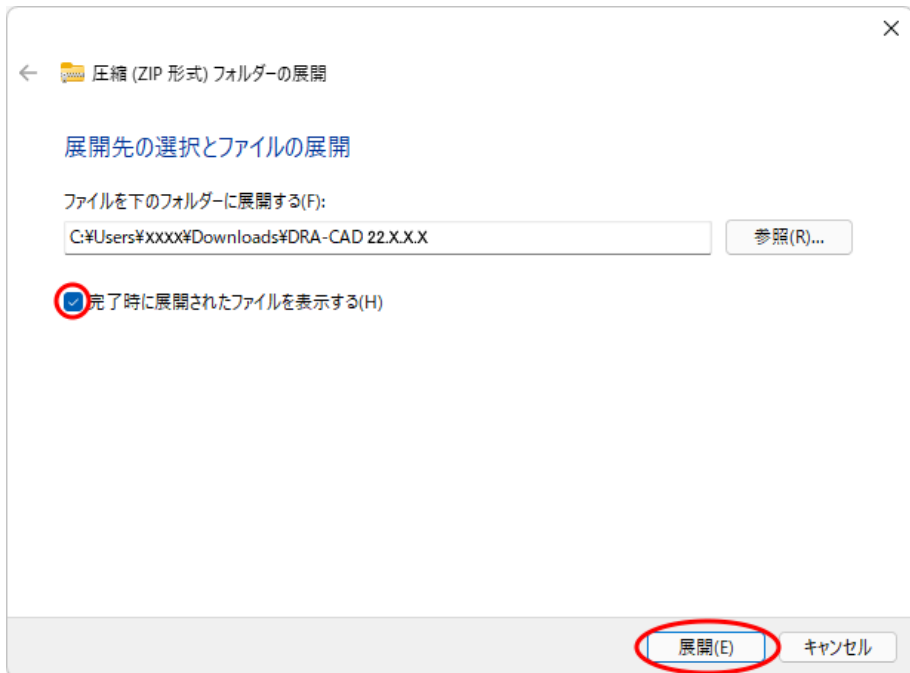 圧縮 (ZIP 形式) フォルダーの展開
展開先の選択とファイルの展開
ファイルを下のフォルダーに展開する(F):
C:¥Users¥xxxx¥Downloads¥DRA-CAD 22.X.X.X
参照(R)...
完了時に展開されたファイルを表示する(H)
展開(E)
キャンセル